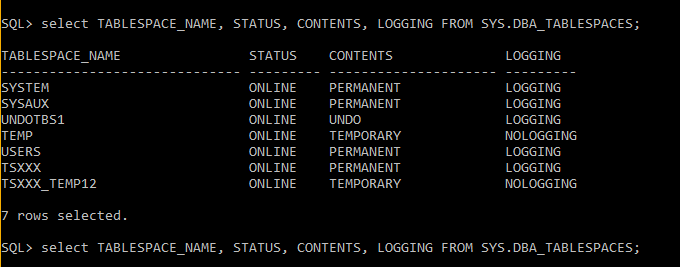 SQL> select TABLESPACE_NAME, STATUS, CONTENTS, LOGGING FROM SYS.DBA_TABLESPACES;
TABLESPACE_NAME                STATUS    CONTENTS              LOGGING
------------------------------ --------- --------------------- ---------
SYSTEM                         ONLINE    PERMANENT             LOGGING
SYSAUX                         ONLINE    PERMANENT             LOGGING
UNDOTBS1                       ONLINE    UNDO                  LOGGING
TEMP                           ONLINE    TEMPORARY             NOLOGGING
USERS                          ONLINE    PERMANENT             LOGGING
TSXXX                          ONLINE    PERMANENT             LOGGING
TSXXX_TEMP12                   ONLINE    TEMPORARY             NOLOGGING
7 rows selected.
SQL> select TABLESPACE_NAME, STATUS, CONTENTS, LOGGING FROM SYS.DBA_TABLESPACES;